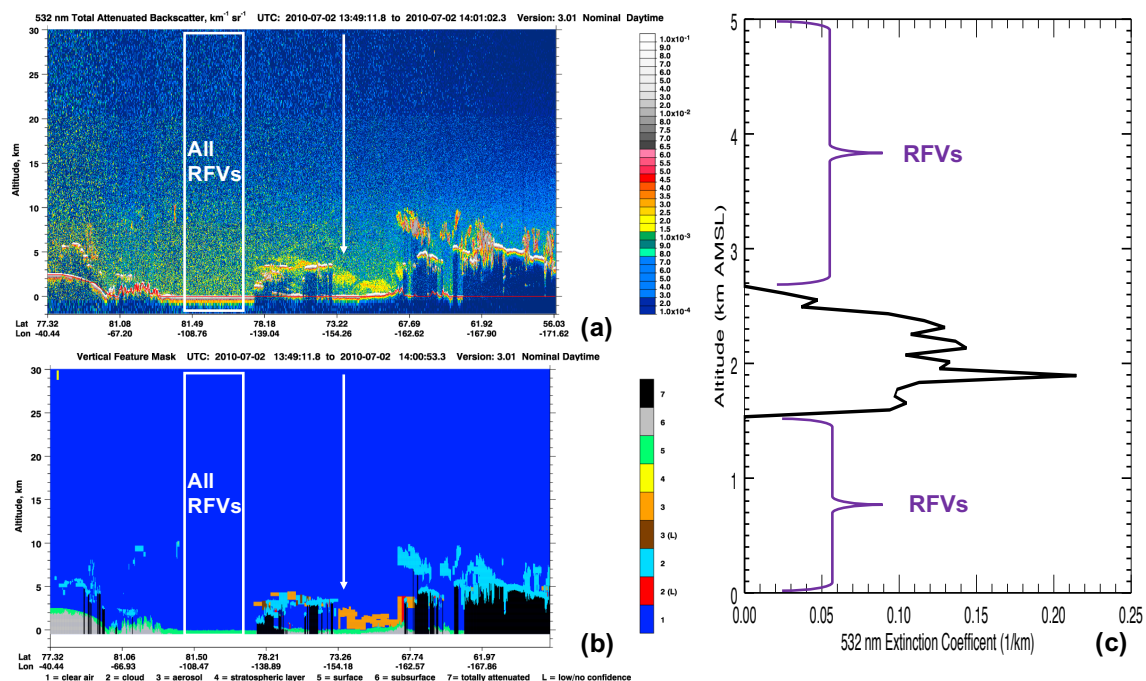 532 nm Total Attenuated Backscatter, km⁻¹ sr⁻¹ UTC: 2010-07-02 13:49:11.8 to 2010-07-02 14:01:02.3 Version: 3.01 Nominal Daytime
30
25
20
15
10
5
0
Altitude, km
All
RFVs
Lat 77.32 81.08 81.49 78.18 73.22 67.69 61.92 56.03
Lon -40.44 -67.20 -108.76 -139.04 -154.21 -162.62 -167.90 -171.62
(a)
1.0x10⁻¹
9.0
8.0
7.0
6.0
5.0
4.0
3.0
2.0
1.0x10⁻²
8.0
7.5
7.0
6.5
6.0
5.5
5.0
4.5
4.0
3.5
3.0
2.5
2.0
1.5
1.0x10⁻³
9.0
8.0
7.0
6.0
5.0
4.0
3.0
2.0
1.0x10⁻⁴
Vertical Feature Mask UTC: 2010-07-02 13:49:11.8 to 2010-07-02 14:00:53.3 Version: 3.01 Nominal Daytime
30
25
20
15
10
5
0
Altitude, km
All
RFVs
Lat 77.32 81.06 81.50 78.21 73.26 67.74 61.97
Lon -40.44 -66.93 -108.47 -138.89 -154.18 -162.57 -167.86
(b)
1 = clear air 2 = cloud 3 = aerosol 4 = stratospheric layer 5 = surface 6 = subsurface 7 = totally attenuated L = low/no confidence
7
6
5
4
3
3 (L)
2
2 (L)
1
5
4
3
2
1
0
Altitude (km AMSL)
RFVs
RFVs
0.00 0.05 0.10 0.15 0.20 0.25
532 nm Extinction Coefficent (1/km)
(c)